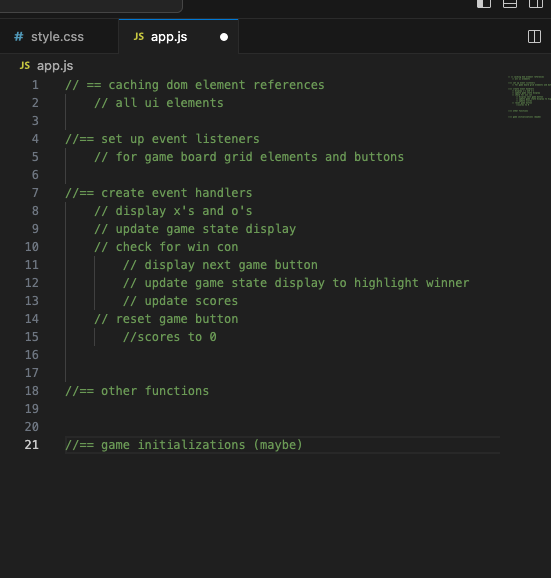 # style.css
JS app.js
JS app.js
1 // == caching dom element references
2 // all ui elements
3
4 //== set up event listeners
5 // for game board grid elements and buttons
6
7 //== create event handlers
8 // display x's and o's
9 // update game state display
10 // check for win con
11 // display next game button
12 // update game state display to highlight winner
13 // update scores
14 // reset game button
15 //scores to 0
16
17
18 //== other functions
19
20
21 //== game initializations (maybe)